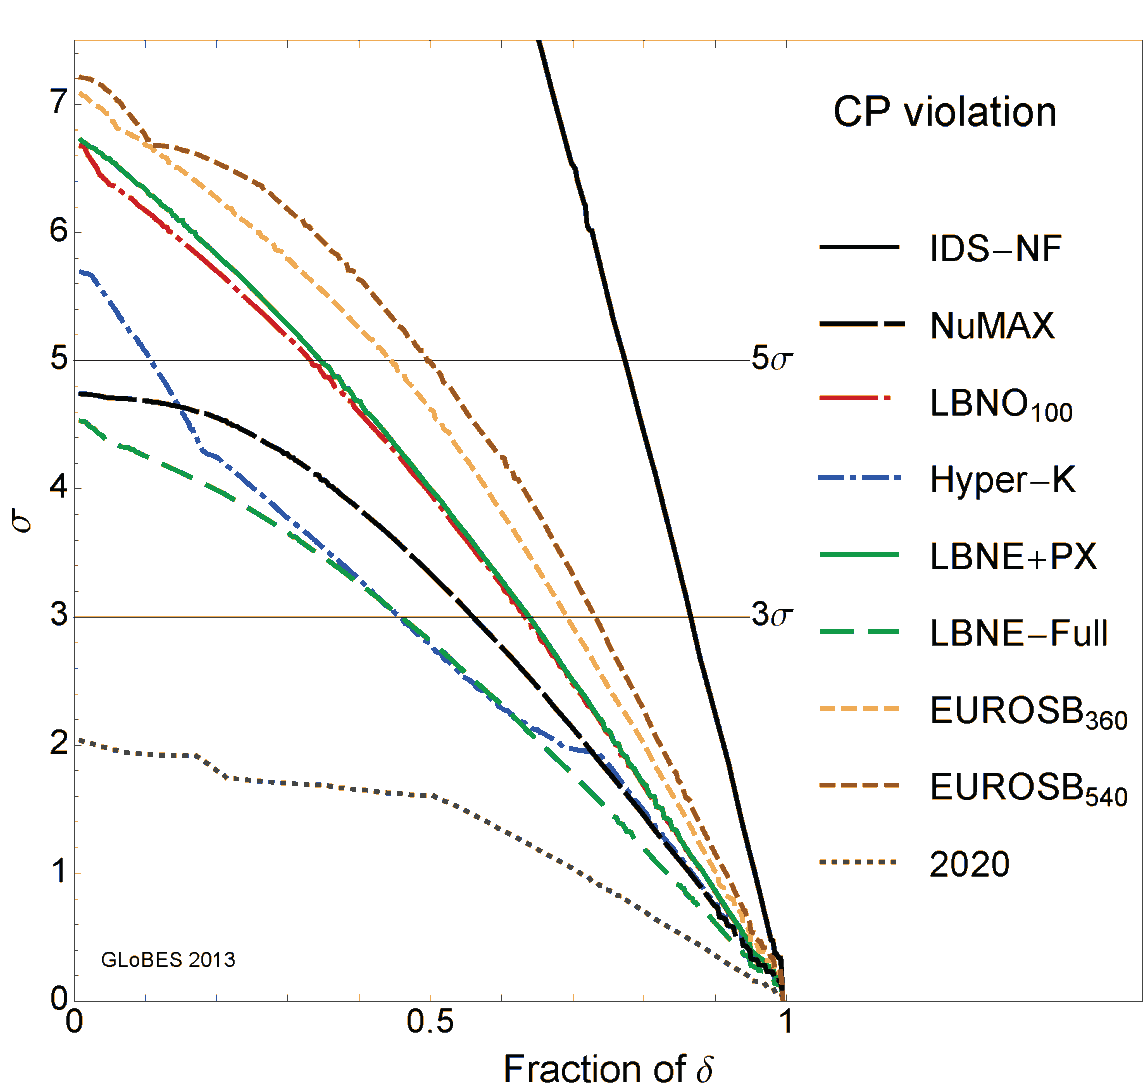 CP violation
7
6
5
4
3
2
1
0
σ
5σ
3σ
IDS−NF
NuMAX
LBNO100
Hyper−K
LBNE+PX
LBNE−Full
EUROSB360
EUROSB540
2020
GLoBES 2013
0 0.5 1
Fraction of δ